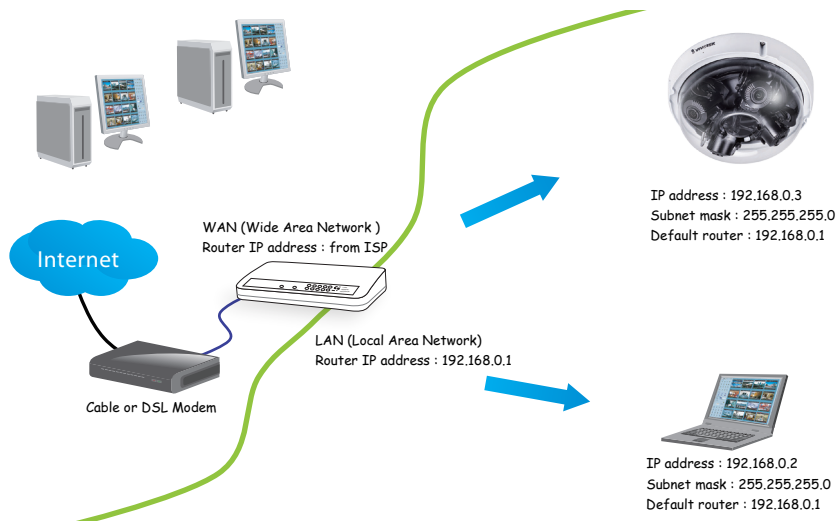 VIVOTEK
IP address : 192.168.0.3
Subnet mask : 255.255.255.0
Default router : 192.168.0.1
WAN (Wide Area Network )
Router IP address : from ISP
Internet
LAN (Local Area Network)
Router IP address : 192.168.0.1
Cable or DSL Modem
IP address : 192.168.0.2
Subnet mask : 255.255.255.0
Default router : 192.168.0.1